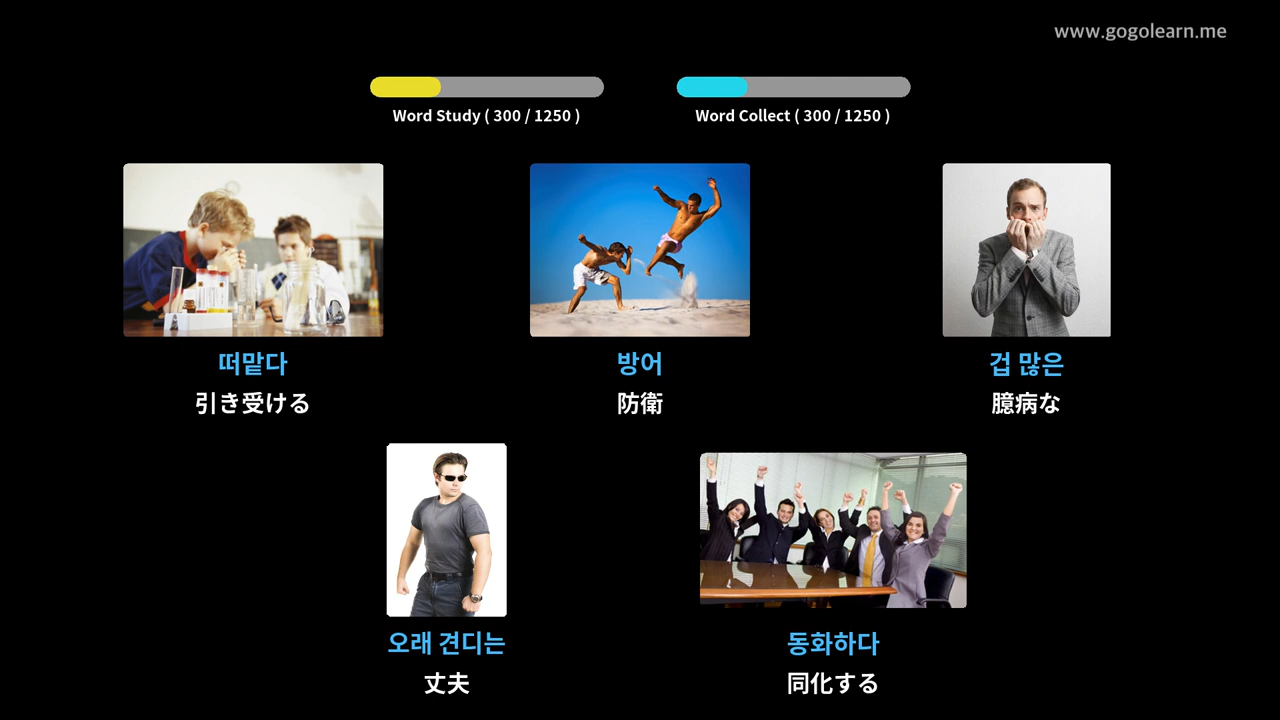 www.gogolearn.me
Word Study ( 300 / 1250 )
Word Collect ( 300 / 1250 )
떠맡다
방어
겁 많은
引き受ける
防衛
臆病な
오래 견디는
동화하다
丈夫
同化する